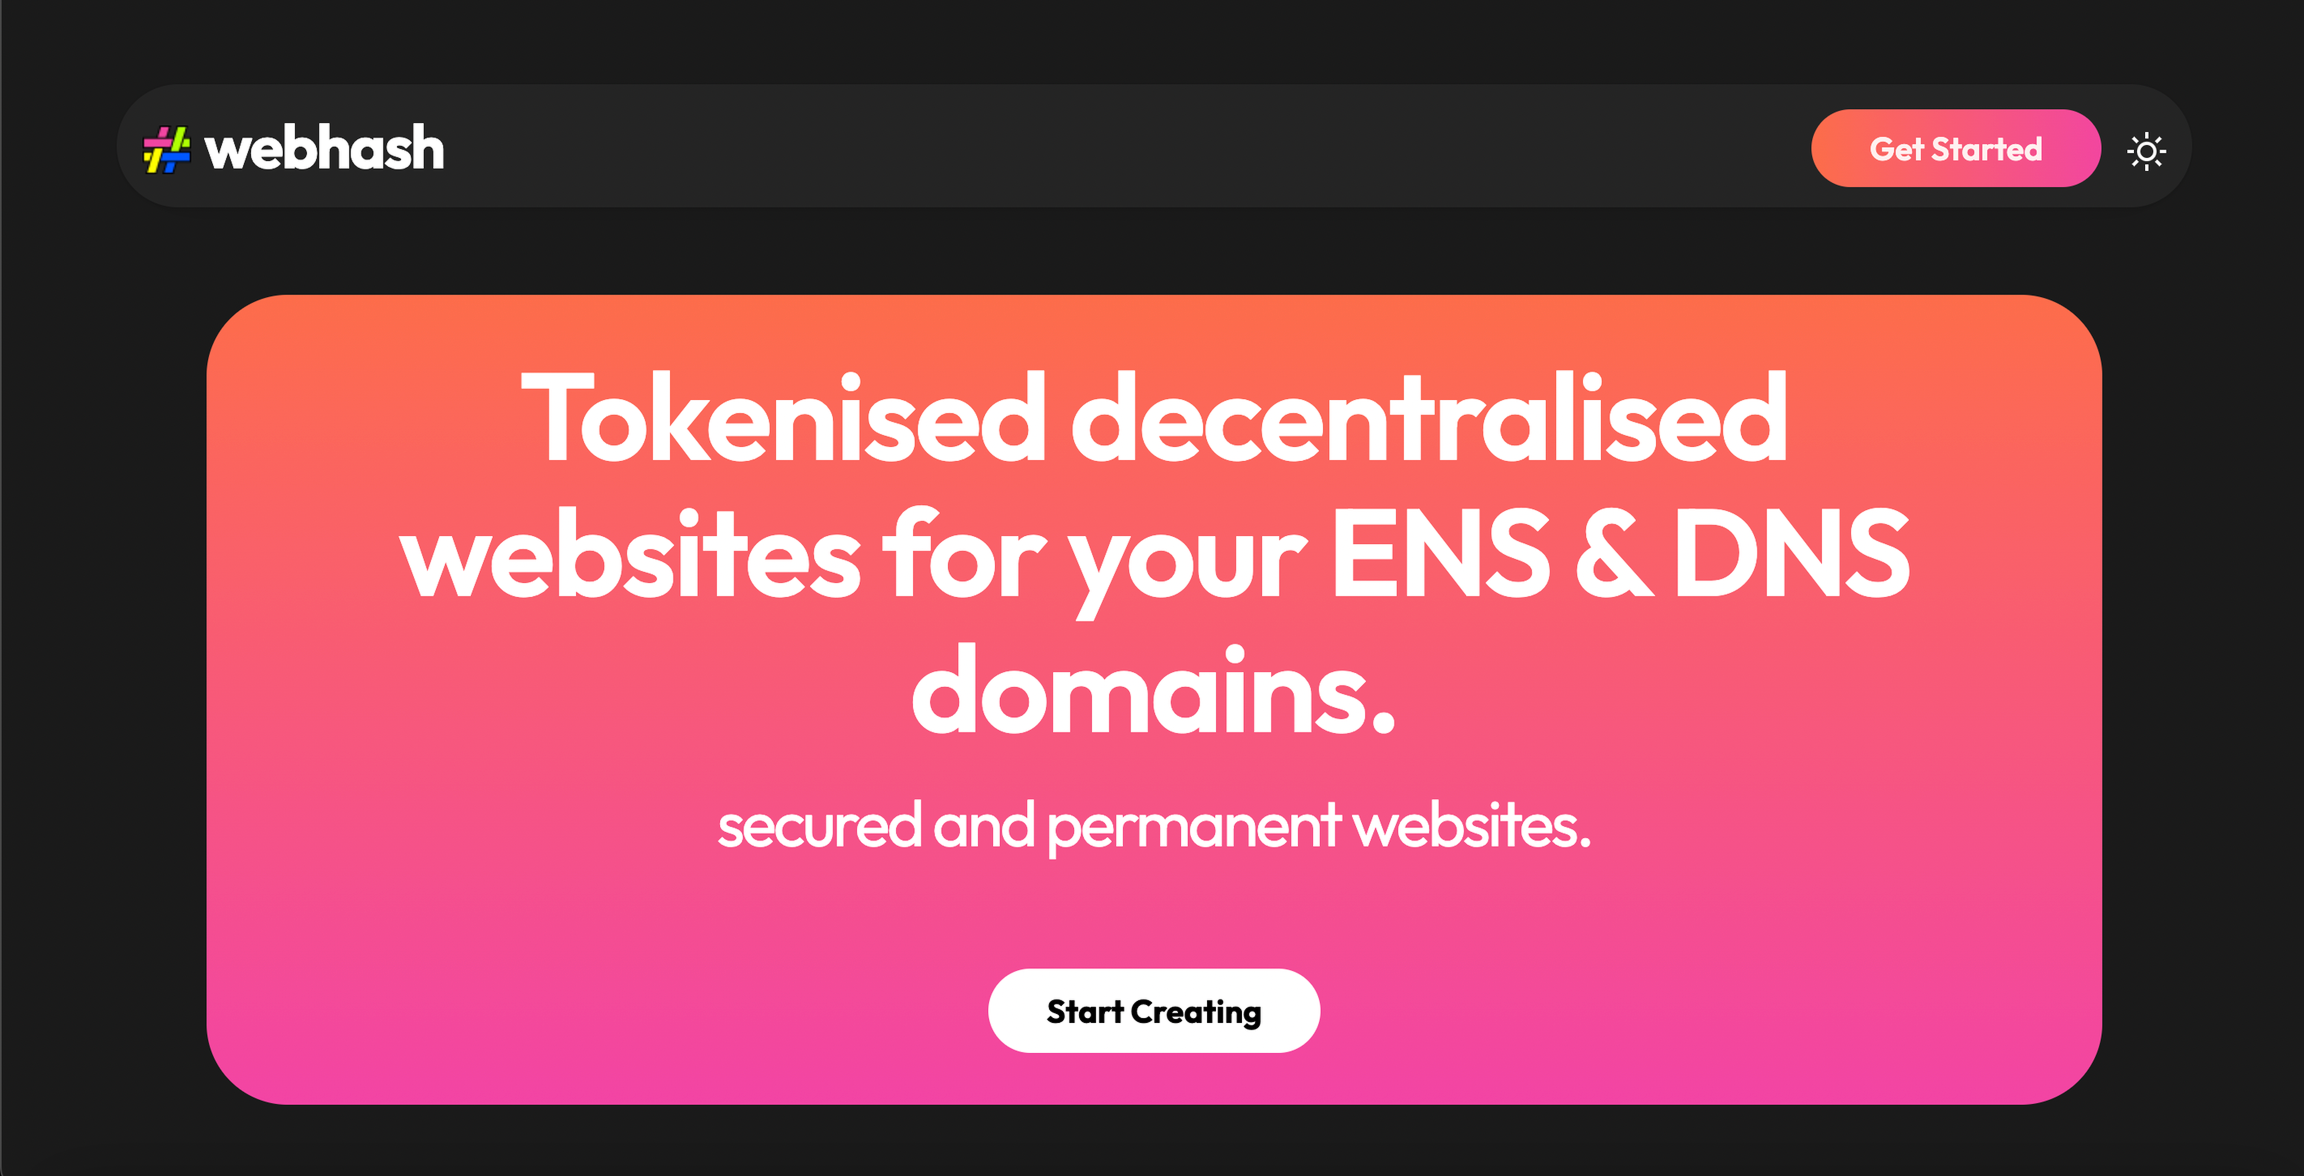 webhash
Get Started
Tokenised decentralised
websites for your ENS & DNS
domains.
secured and permanent websites.
Start Creating